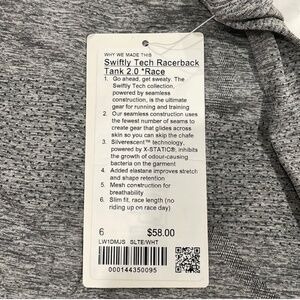 WHY WE MADE THIS
Swiftly Tech Racerback
Tank 2.0 *Race
1. Go ahead, get sweaty. The
Swiftly Tech collection,
powered by seamless
construction, is the ultimate
gear for running and training
2. Our seamless construction uses
the fewest number of seams to
create gear that glides across
skin so you can skip the chafe
3. Silverescent™ technology,
powered by X-STATIC®, inhibits
the growth of odour-causing
bacteria on the garment
4. Added elastane improves stretch
and shape retention
5. Mesh construction for
breathability
6. Slim fit, race length (no
riding up on race day)
6 $58.00
LW1DMJS SLTE/WHT
000144350095